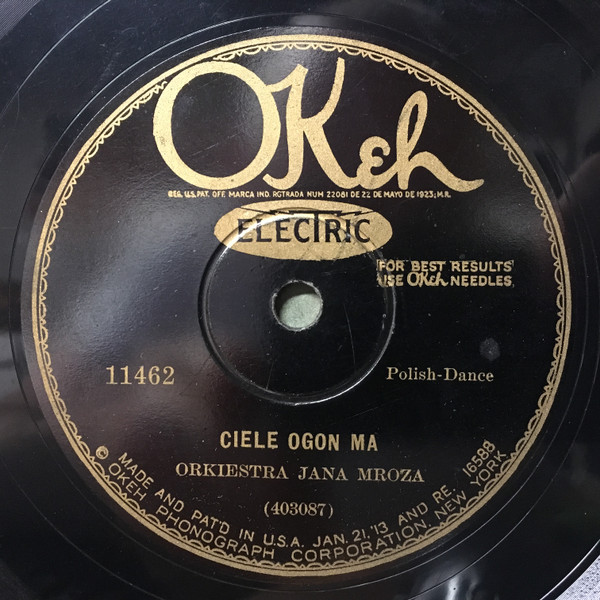 OKeh
REG. U.S. PAT. OFF. MARCA IND. RGTRADA NUM 22081 DE 22 DE MAYO DE 1923; M.R.
ELECTRIC
FOR BEST RESULTS
USE OKeh NEEDLES
11462
Polish-Dance
CIELE OGON MA
ORKIESTRA JANA MROZA
(403087)
© MADE AND PAT'D IN U.S.A. JAN. 21, '13 AND RE. 16588
OKEH PHONOGRAPH CORPORATION. NEW YORK